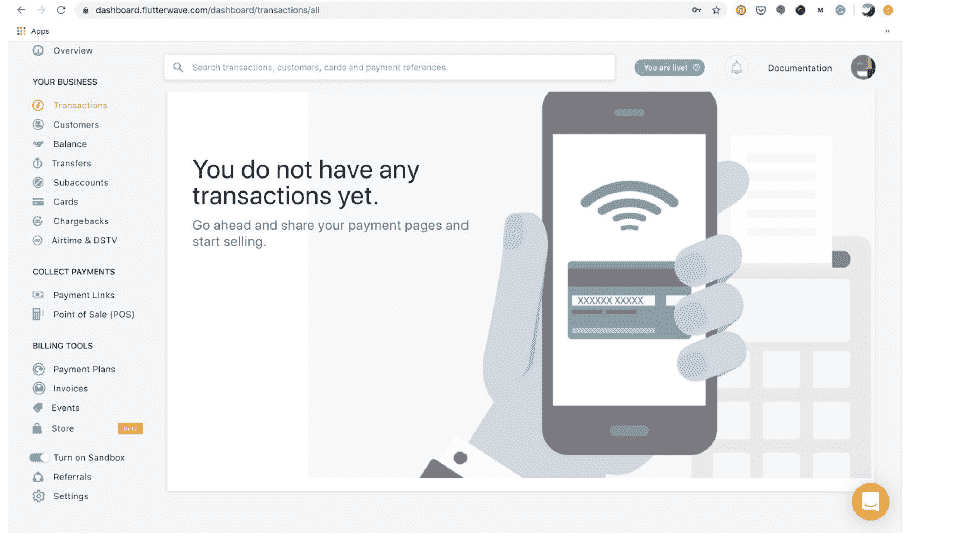 dashboard.flutterwave.com/dashboard/transactions/all
M
Apps
»
Overview
Search transactions, customers, cards and payment references.
You are live!
Documentation
YOUR BUSINESS
Transactions
Customers
Balance
Transfers
Subaccounts
Cards
Chargebacks
Airtime & DSTV
COLLECT PAYMENTS
Payment Links
Point of Sale (POS)
BILLING TOOLS
Payment Plans
Invoices
Events
Store
Beta
Turn on Sandbox
Referrals
Settings
You do not have any
transactions yet.
Go ahead and share your payment pages and
start selling.
XXXXXX XXXXX